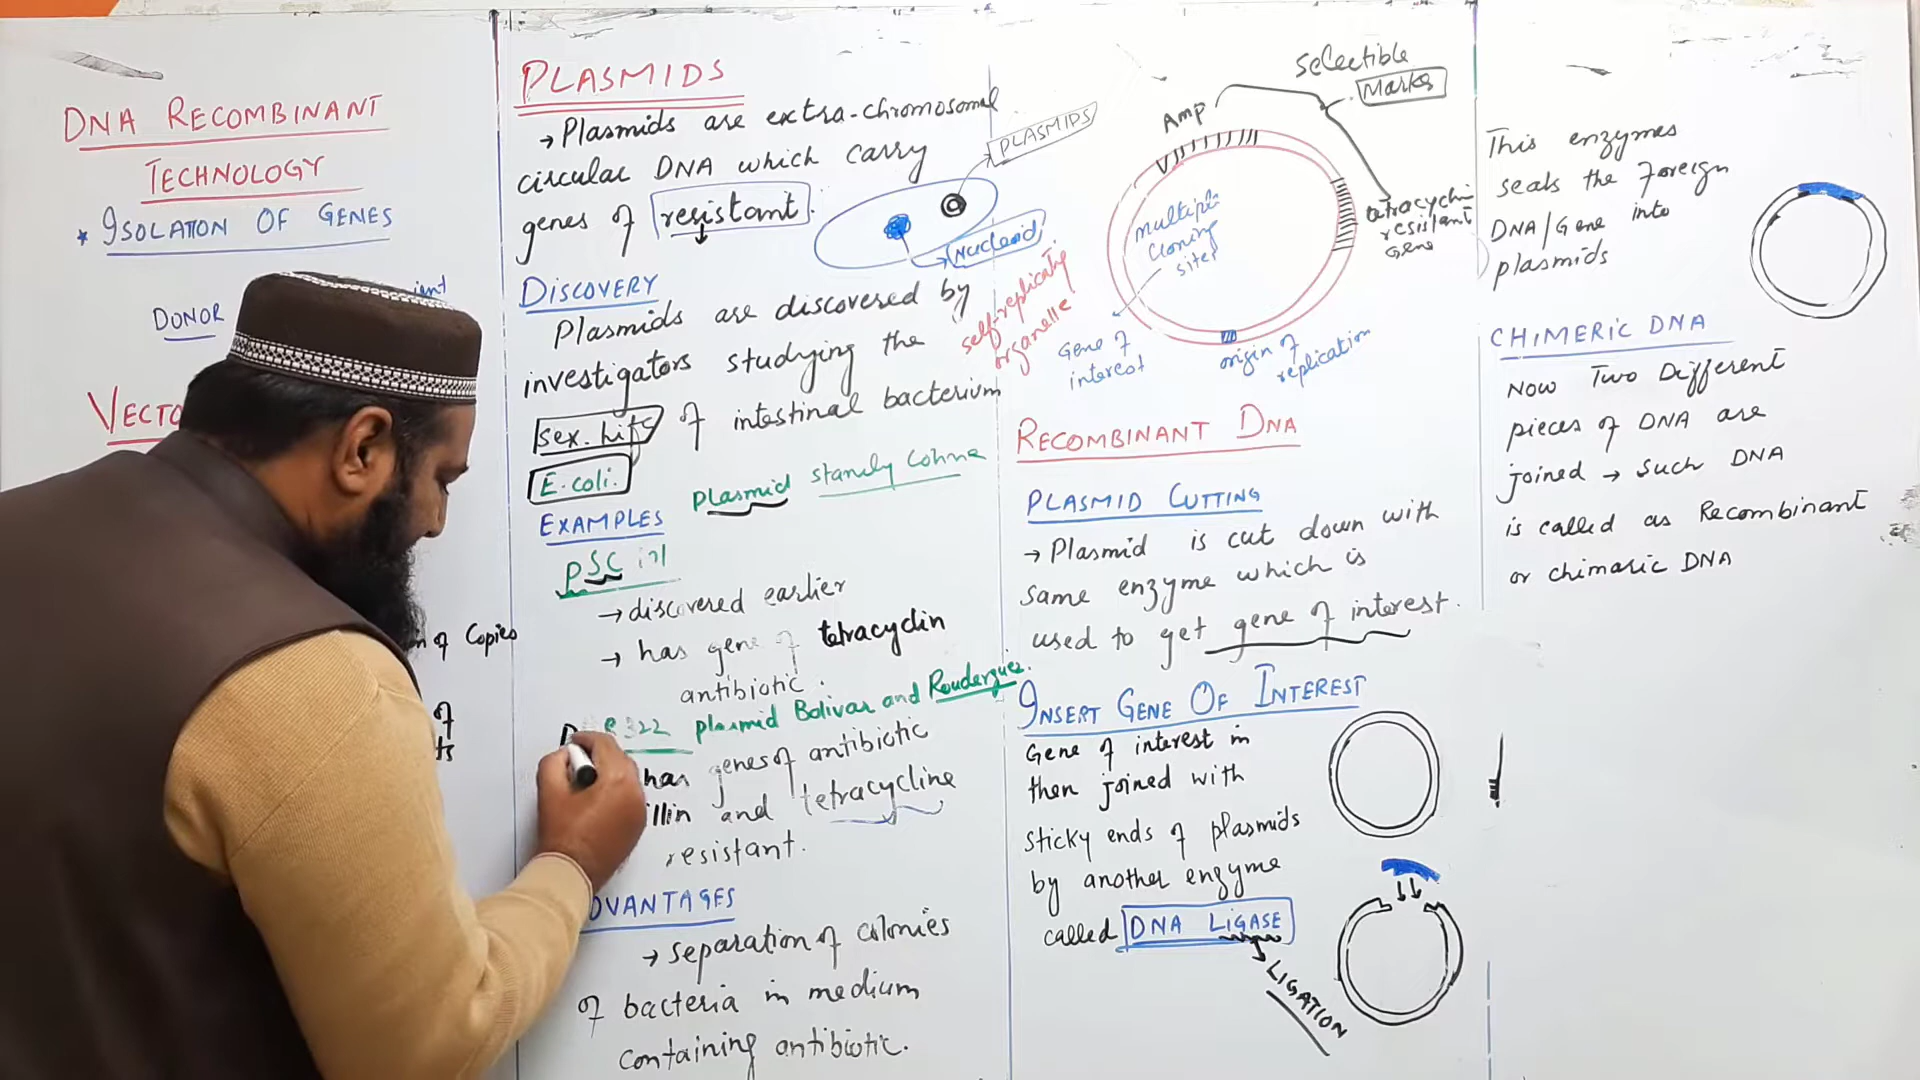 DNA RECOMBINANT
TECHNOLOGY
* ISOLATION OF GENES
DONOR
of Copies
of
PLASMIDS
→ Plasmids are extra-chromosomal
circular DNA which carry
genes of resistant.
PLASMIDS
Nucleoid
DISCOVERY
Plasmids are discovered by
investigators studying the
sex. life of intestinal bacterium
E. coli.
EXAMPLES
plasmid Stanely Cohne
pSC
→ discovered earlier
→ has gene of tetracyclin
antibiotic.
322 plasmid Bolivar and
has genes of antibiotic
and tetracycline
resistant.
→ separation of colonies
of bacteria in medium
containing antibiotic.
selectible
Marks
Amp
tetracyclin
resistant
Gene
multiple
cloning
sites
self-replicating
organelle
Gene of
interest
origin of
replication
RECOMBINANT DNA
PLASMID CUTTING
→ Plasmid is cut down with
same enzyme which is
used to get gene of interest.
INSERT GENE OF INTEREST
Gene of interest in
then joined with
sticky ends of plasmids
by another enzyme
called DNA LIGASE
LIGATION
This enzymes
seals the Foreign
DNA/Gene into
plasmids
CHIMERIC DNA
Now Two Different
pieces of DNA are
joined → such DNA
is called as Recombinant
or chimaric DNA